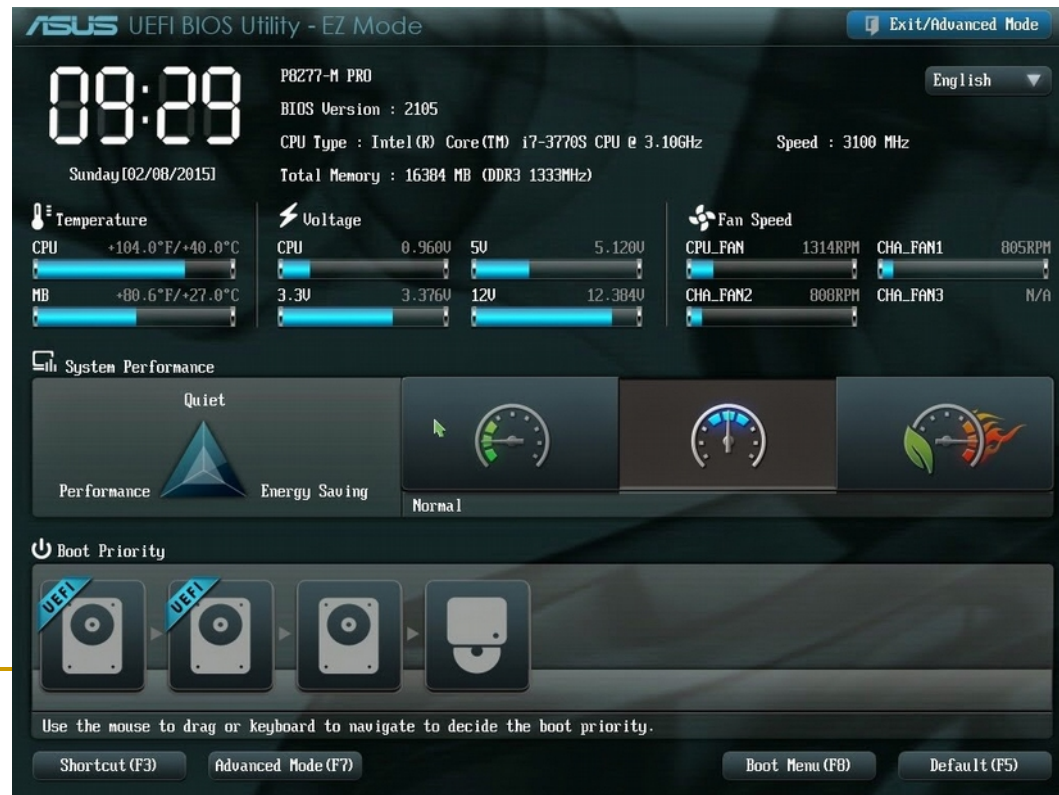 ASUS UEFI BIOS Utility - EZ Mode
Exit/Advanced Mode
09:29
Sunday[02/08/2015]
P8Z77-M PRO
BIOS Version : 2105
CPU Type : Intel(R) Core(TM) i7-3770S CPU @ 3.10GHz Speed : 3100 MHz
Total Memory : 16384 MB (DDR3 1333MHz)
English
Temperature
CPU +104.0°F/+40.0°C
MB +80.6°F/+27.0°C
Voltage
CPU 0.960V 5V 5.120V
3.3V 3.376V 12V 12.384V
Fan Speed
CPU_FAN 1314RPM CHA_FAN1 805RPM
CHA_FAN2 808RPM CHA_FAN3 N/A
System Performance
Quiet
Performance Energy Saving
Normal
Boot Priority
UEFI
UEFI
Use the mouse to drag or keyboard to navigate to decide the boot priority.
Shortcut(F3) Advanced Mode(F7) Boot Menu(F8) Default(F5)